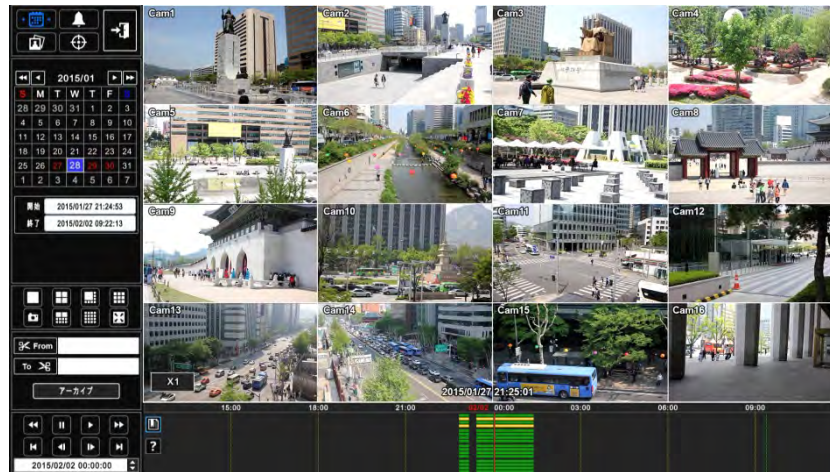 2015/01
S M T W T F S
28 29 30 31 1 2 3
4 5 6 7 8 9 10
11 12 13 14 15 16 17
18 19 20 21 22 23 24
25 26 27 28 29 30 31
1 2 3 4 5 6 7
開始 2015/01/27 21:24:53
終了 2015/02/02 09:22:13
From
To
アーカイブ
2015/02/02 00:00:00
Cam1 Cam2 Cam3 Cam4
Cam5 Cam6 Cam7 Cam8
Cam9 Cam10 Cam11 Cam12
Cam13 Cam14 Cam15 Cam16
X1
2015/01/27 21:25:01
15:00 18:00 21:00 02/02 00:00 03:00 06:00 09:00
?